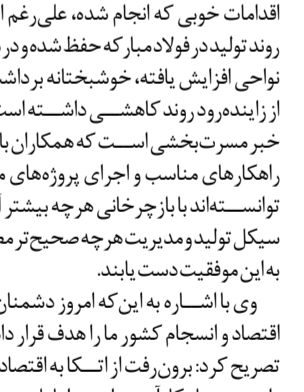 اقدامات خوبی که انجام شده، علی‌رغم ا
روند تولید در فولاد مبارکه حفظ شده و در
نواحی افزایش یافته، خوشبختانه برداش
از زاینده‌رود روند کاهشی داشته است
خبر مسرت‌بخشی است که همکاران با
راهکارهای مناسب و اجرای پروژه‌های م
توانسته‌اند با بازچرخانی هرچه بیشتر آ
سیکل تولید و مدیریت هرچه صحیح‌تر مص
به این موفقیت دست یابند.
وی با اشاره به این‌که امروز دشمنان
اقتصاد و انسجام کشور ما را هدف قرار دا
تصریح کرد: برون‌رفت از اتکا به اقتصاد